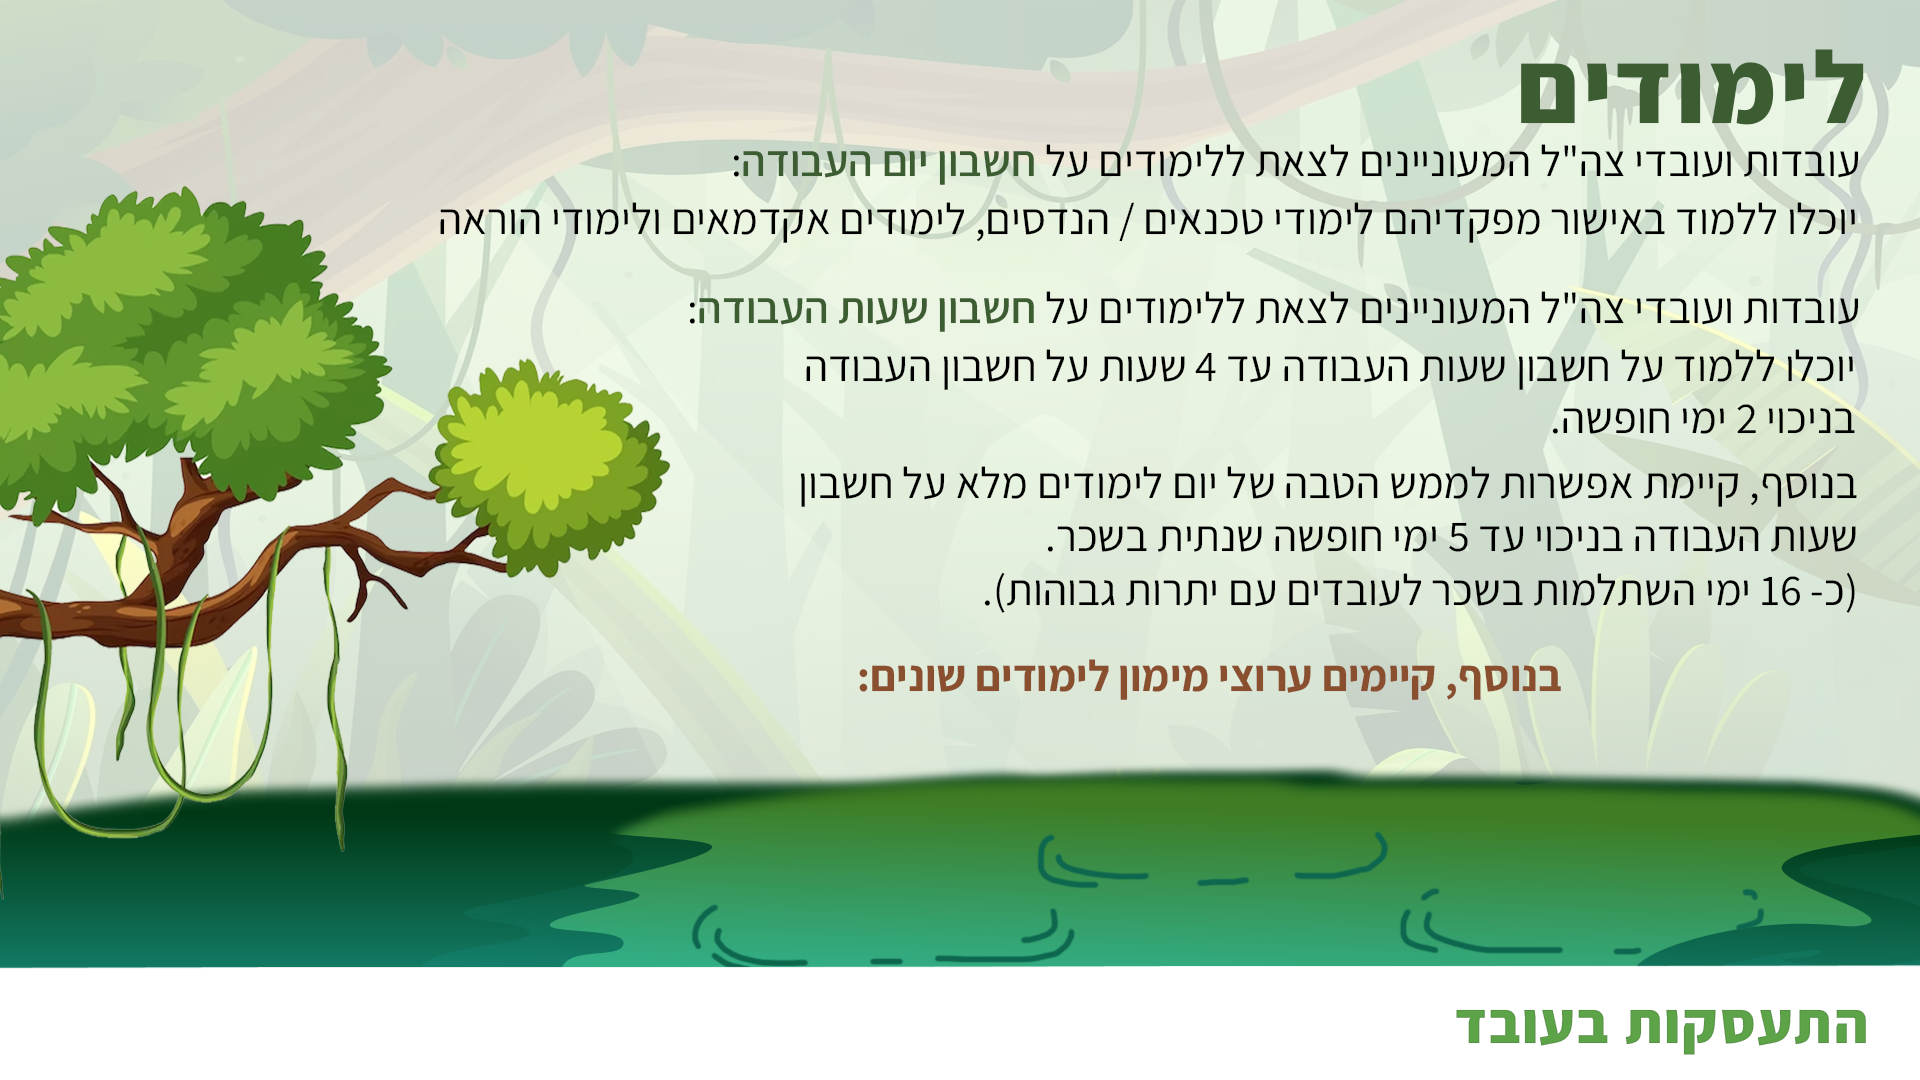 לימודים
עובדות ועובדי צה"ל המעוניינים לצאת ללימודים על חשבון יום העבודה:
יוכלו ללמוד באישור מפקדיהם לימודי טכנאים / הנדסים, לימודים אקדמאים ולימודי הוראה
עובדות ועובדי צה"ל המעוניינים לצאת ללימודים על חשבון שעות העבודה:
יוכלו ללמוד על חשבון שעות העבודה עד 4 שעות על חשבון העבודה
בניכוי 2 ימי חופשה.
בנוסף, קיימת אפשרות לממש הטבה של יום לימודים מלא על חשבון
שעות העבודה בניכוי עד 5 ימי חופשה שנתית בשכר.
(כ- 16 ימי השתלמות בשכר לעובדים עם יתרות גבוהות).
בנוסף, קיימים ערוצי מימון לימודים שונים:
התעסקות בעובד